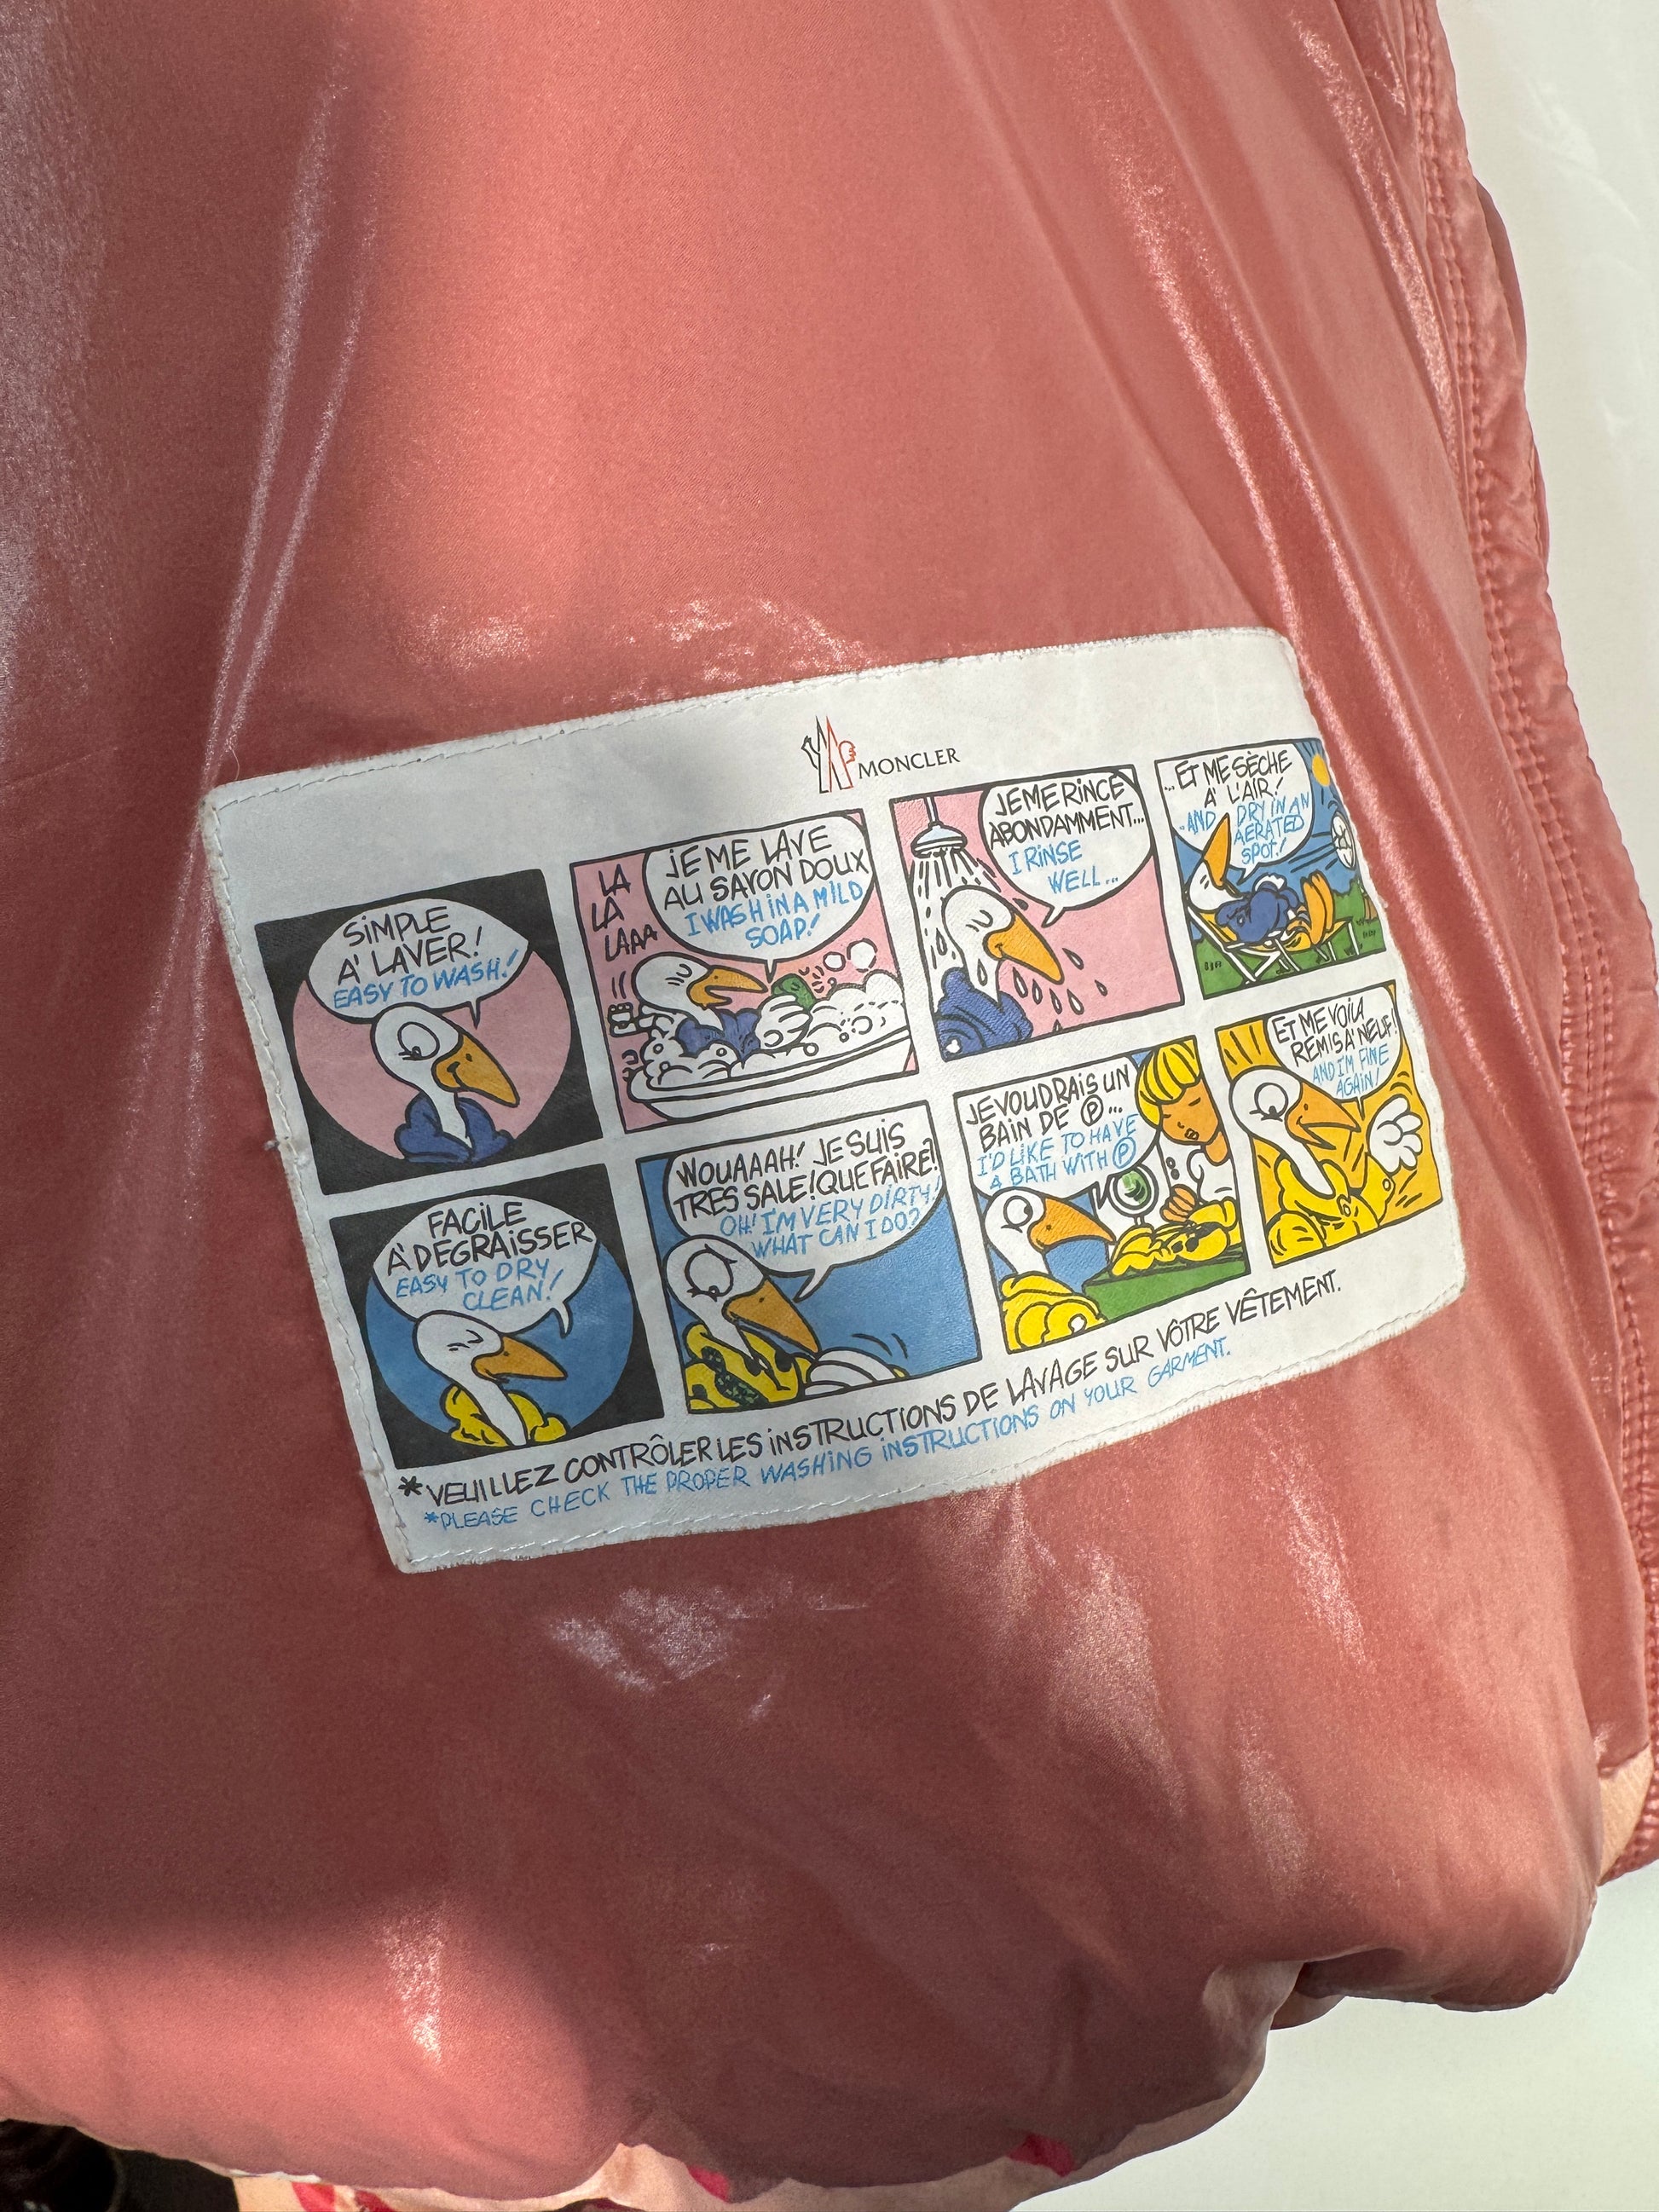 MONCLER
SIMPLE
A' LAVER!
EASY TO WASH!
LA
LA
LAAA
JE ME LAVE
AU SAVON DOUX
I WASH IN A MILD
SOAP!
JE ME RINCE
ABONDAMMENT...
I RINSE
WELL...
...ET ME SÈCHE
A' L'AIR!
..AND DRY IN AN
AERATED
SPOT!
FACILE
A' DEGRAISSER
EASY TO DRY
CLEAN!
WOUAAAH! JE SUIS
TRES SALE! QUE FAIRE?
OH! I'M VERY DIRTY!
WHAT CAN I DO?
JE VOUDRAIS UN
BAIN DE Ⓟ...
I'D LIKE TO HAVE
A BATH WITH Ⓟ
ET ME VOILA
REMIS A' NEUF!
AND I'M FINE
AGAIN!
*VEUILLEZ CONTRÔLER LES INSTRUCTIONS DE LAVAGE SUR VÔTRE VÊTEMENT.
*PLEASE CHECK THE PROPER WASHING INSTRUCTIONS ON YOUR GARMENT.